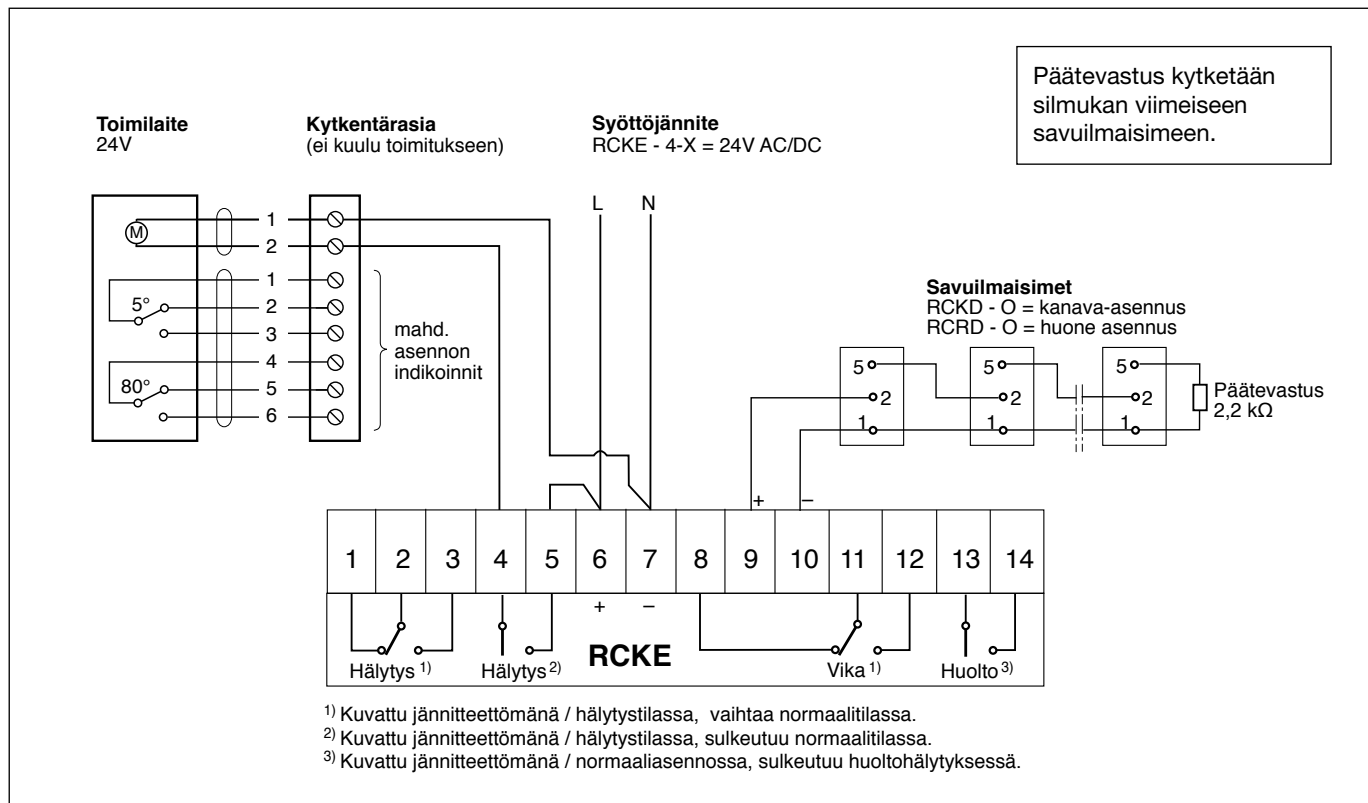 Päätevastus kytketään
silmukan viimeiseen
savuilmaisimeen.
Toimilaite
24V
Kytkentärasia
(ei kuulu toimitukseen)
Syöttöjännite
RCKE - 4-X = 24V AC/DC
L N
M
1
2
1
5° 2
3
4
80° 5
6
mahd.
asennon
indikoinnit
Savuilmaisimet
RCKD - O = kanava-asennus
RCRD - O = huone asennus
5 5 5
2 2 2
1 1 1
Päätevastus
2,2 kΩ
+ –
1 2 3 4 5 6 7 8 9 10 11 12 13 14
+ –
RCKE
Hälytys 1) Hälytys 2) Vika 1) Huolto 3)
1) Kuvattu jännitteettömänä / hälytystilassa, vaihtaa normaalitilassa.
2) Kuvattu jännitteettömänä / hälytystilassa, sulkeutuu normaalitilassa.
3) Kuvattu jännitteettömänä / normaaliasennossa, sulkeutuu huoltohälytyksessä.